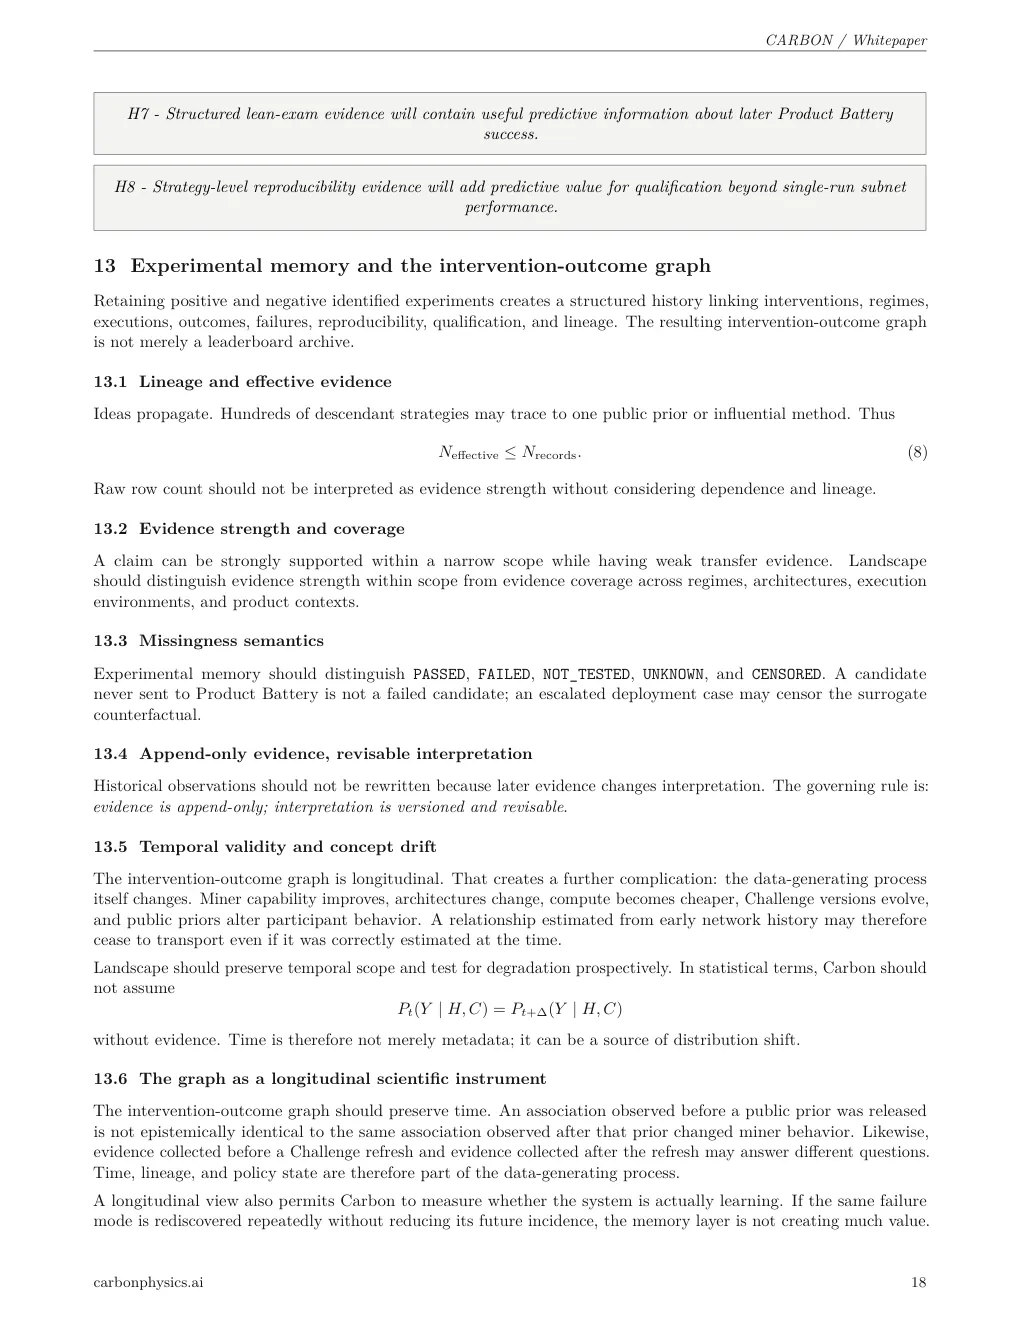 CARBON / Whitepaper
H7 - Structured lean-exam evidence will contain useful predictive information about later Product Battery
success.
H8 - Strategy-level reproducibility evidence will add predictive value for qualification beyond single-run subnet
performance.
13 Experimental memory and the intervention-outcome graph
Retaining positive and negative identified experiments creates a structured history linking interventions, regimes,
executions, outcomes, failures, reproducibility, qualification, and lineage. The resulting intervention-outcome graph
is not merely a leaderboard archive.
13.1 Lineage and effective evidence
Ideas propagate. Hundreds of descendant strategies may trace to one public prior or influential method. Thus
N_effective ≤ N_records. (8)
Raw row count should not be interpreted as evidence strength without considering dependence and lineage.
13.2 Evidence strength and coverage
A claim can be strongly supported within a narrow scope while having weak transfer evidence. Landscape
should distinguish evidence strength within scope from evidence coverage across regimes, architectures, execution
environments, and product contexts.
13.3 Missingness semantics
Experimental memory should distinguish PASSED, FAILED, NOT_TESTED, UNKNOWN, and CENSORED. A candidate
never sent to Product Battery is not a failed candidate; an escalated deployment case may censor the surrogate
counterfactual.
13.4 Append-only evidence, revisable interpretation
Historical observations should not be rewritten because later evidence changes interpretation. The governing rule is:
evidence is append-only; interpretation is versioned and revisable.
13.5 Temporal validity and concept drift
The intervention-outcome graph is longitudinal. That creates a further complication: the data-generating process
itself changes. Miner capability improves, architectures change, compute becomes cheaper, Challenge versions evolve,
and public priors alter participant behavior. A relationship estimated from early network history may therefore
cease to transport even if it was correctly estimated at the time.
Landscape should preserve temporal scope and test for degradation prospectively. In statistical terms, Carbon should
not assume
P_t(Y | H, C) = P_{t+Δ}(Y | H, C)
without evidence. Time is therefore not merely metadata; it can be a source of distribution shift.
13.6 The graph as a longitudinal scientific instrument
The intervention-outcome graph should preserve time. An association observed before a public prior was released
is not epistemically identical to the same association observed after that prior changed miner behavior. Likewise,
evidence collected before a Challenge refresh and evidence collected after the refresh may answer different questions.
Time, lineage, and policy state are therefore part of the data-generating process.
A longitudinal view also permits Carbon to measure whether the system is actually learning. If the same failure
mode is rediscovered repeatedly without reducing its future incidence, the memory layer is not creating much value.
carbonphysics.ai 18